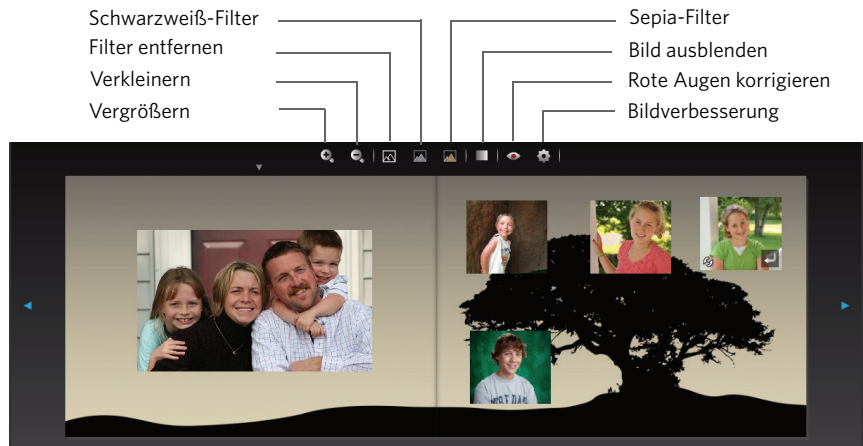 Schwarzweiß-Filter
Filter entfernen
Verkleinern
Vergrößern
Sepia-Filter
Bild ausblenden
Rote Augen korrigieren
Bildverbesserung